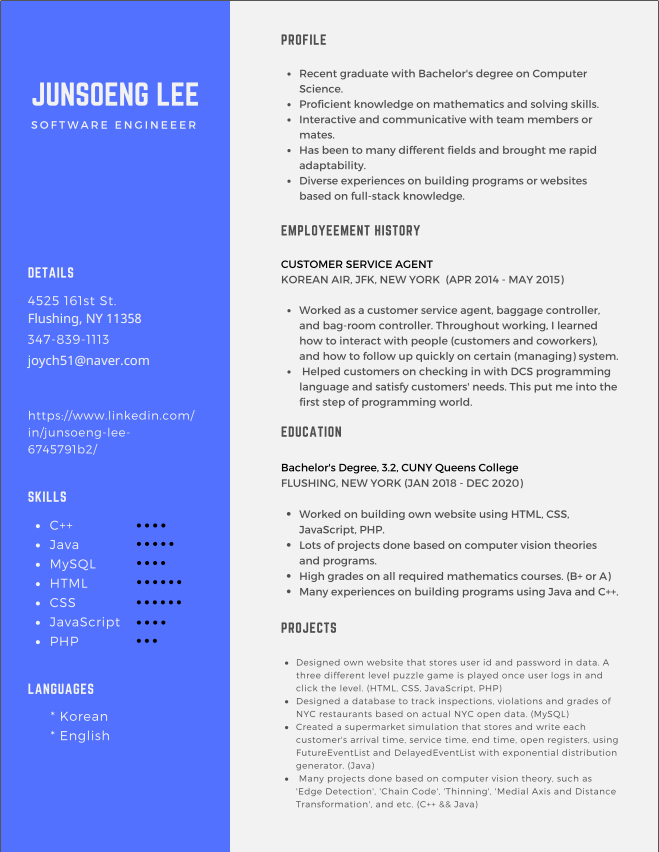 JUNSOENG LEE
SOFTWARE ENGINEEER
DETAILS
4525 161st St.
Flushing, NY 11358
347-839-1113
joych51@naver.com
https://www.linkedin.com/
in/junsoeng-lee-
6745791b2/
SKILLS
• C++ ••••
• Java •••••
• MySQL ••••
• HTML ••••••
• CSS ••••••
• JavaScript ••••
• PHP •••
LANGUAGES
* Korean
* English
PROFILE
• Recent graduate with Bachelor's degree on Computer
Science.
• Proficient knowledge on mathematics and solving skills.
• Interactive and communicative with team members or
mates.
• Has been to many different fields and brought me rapid
adaptability.
• Diverse experiences on building programs or websites
based on full-stack knowledge.
EMPLOYEEMENT HISTORY
CUSTOMER SERVICE AGENT
KOREAN AIR, JFK, NEW YORK (APR 2014 - MAY 2015)
• Worked as a customer service agent, baggage controller,
and bag-room controller. Throughout working, I learned
how to interact with people (customers and coworkers),
and how to follow up quickly on certain (managing) system.
• Helped customers on checking in with DCS programming
language and satisfy customers' needs. This put me into the
first step of programming world.
EDUCATION
Bachelor's Degree, 3.2, CUNY Queens College
FLUSHING, NEW YORK (JAN 2018 - DEC 2020)
• Worked on building own website using HTML, CSS,
JavaScript, PHP.
• Lots of projects done based on computer vision theories
and programs.
• High grades on all required mathematics courses. (B+ or A)
• Many experiences on building programs using Java and C++.
PROJECTS
• Designed own website that stores user id and password in data. A
three different level puzzle game is played once user logs in and
click the level. (HTML, CSS, JavaScript, PHP)
• Designed a database to track inspections, violations and grades of
NYC restaurants based on actual NYC open data. (MySQL)
• Created a supermarket simulation that stores and write each
customer's arrival time, service time, end time, open registers, using
FutureEventList and DelayedEventList with exponential distribution
generator. (Java)
• Many projects done based on computer vision theory, such as
'Edge Detection', 'Chain Code', 'Thinning', 'Medial Axis and Distance
Transformation', and etc. (C++ && Java)